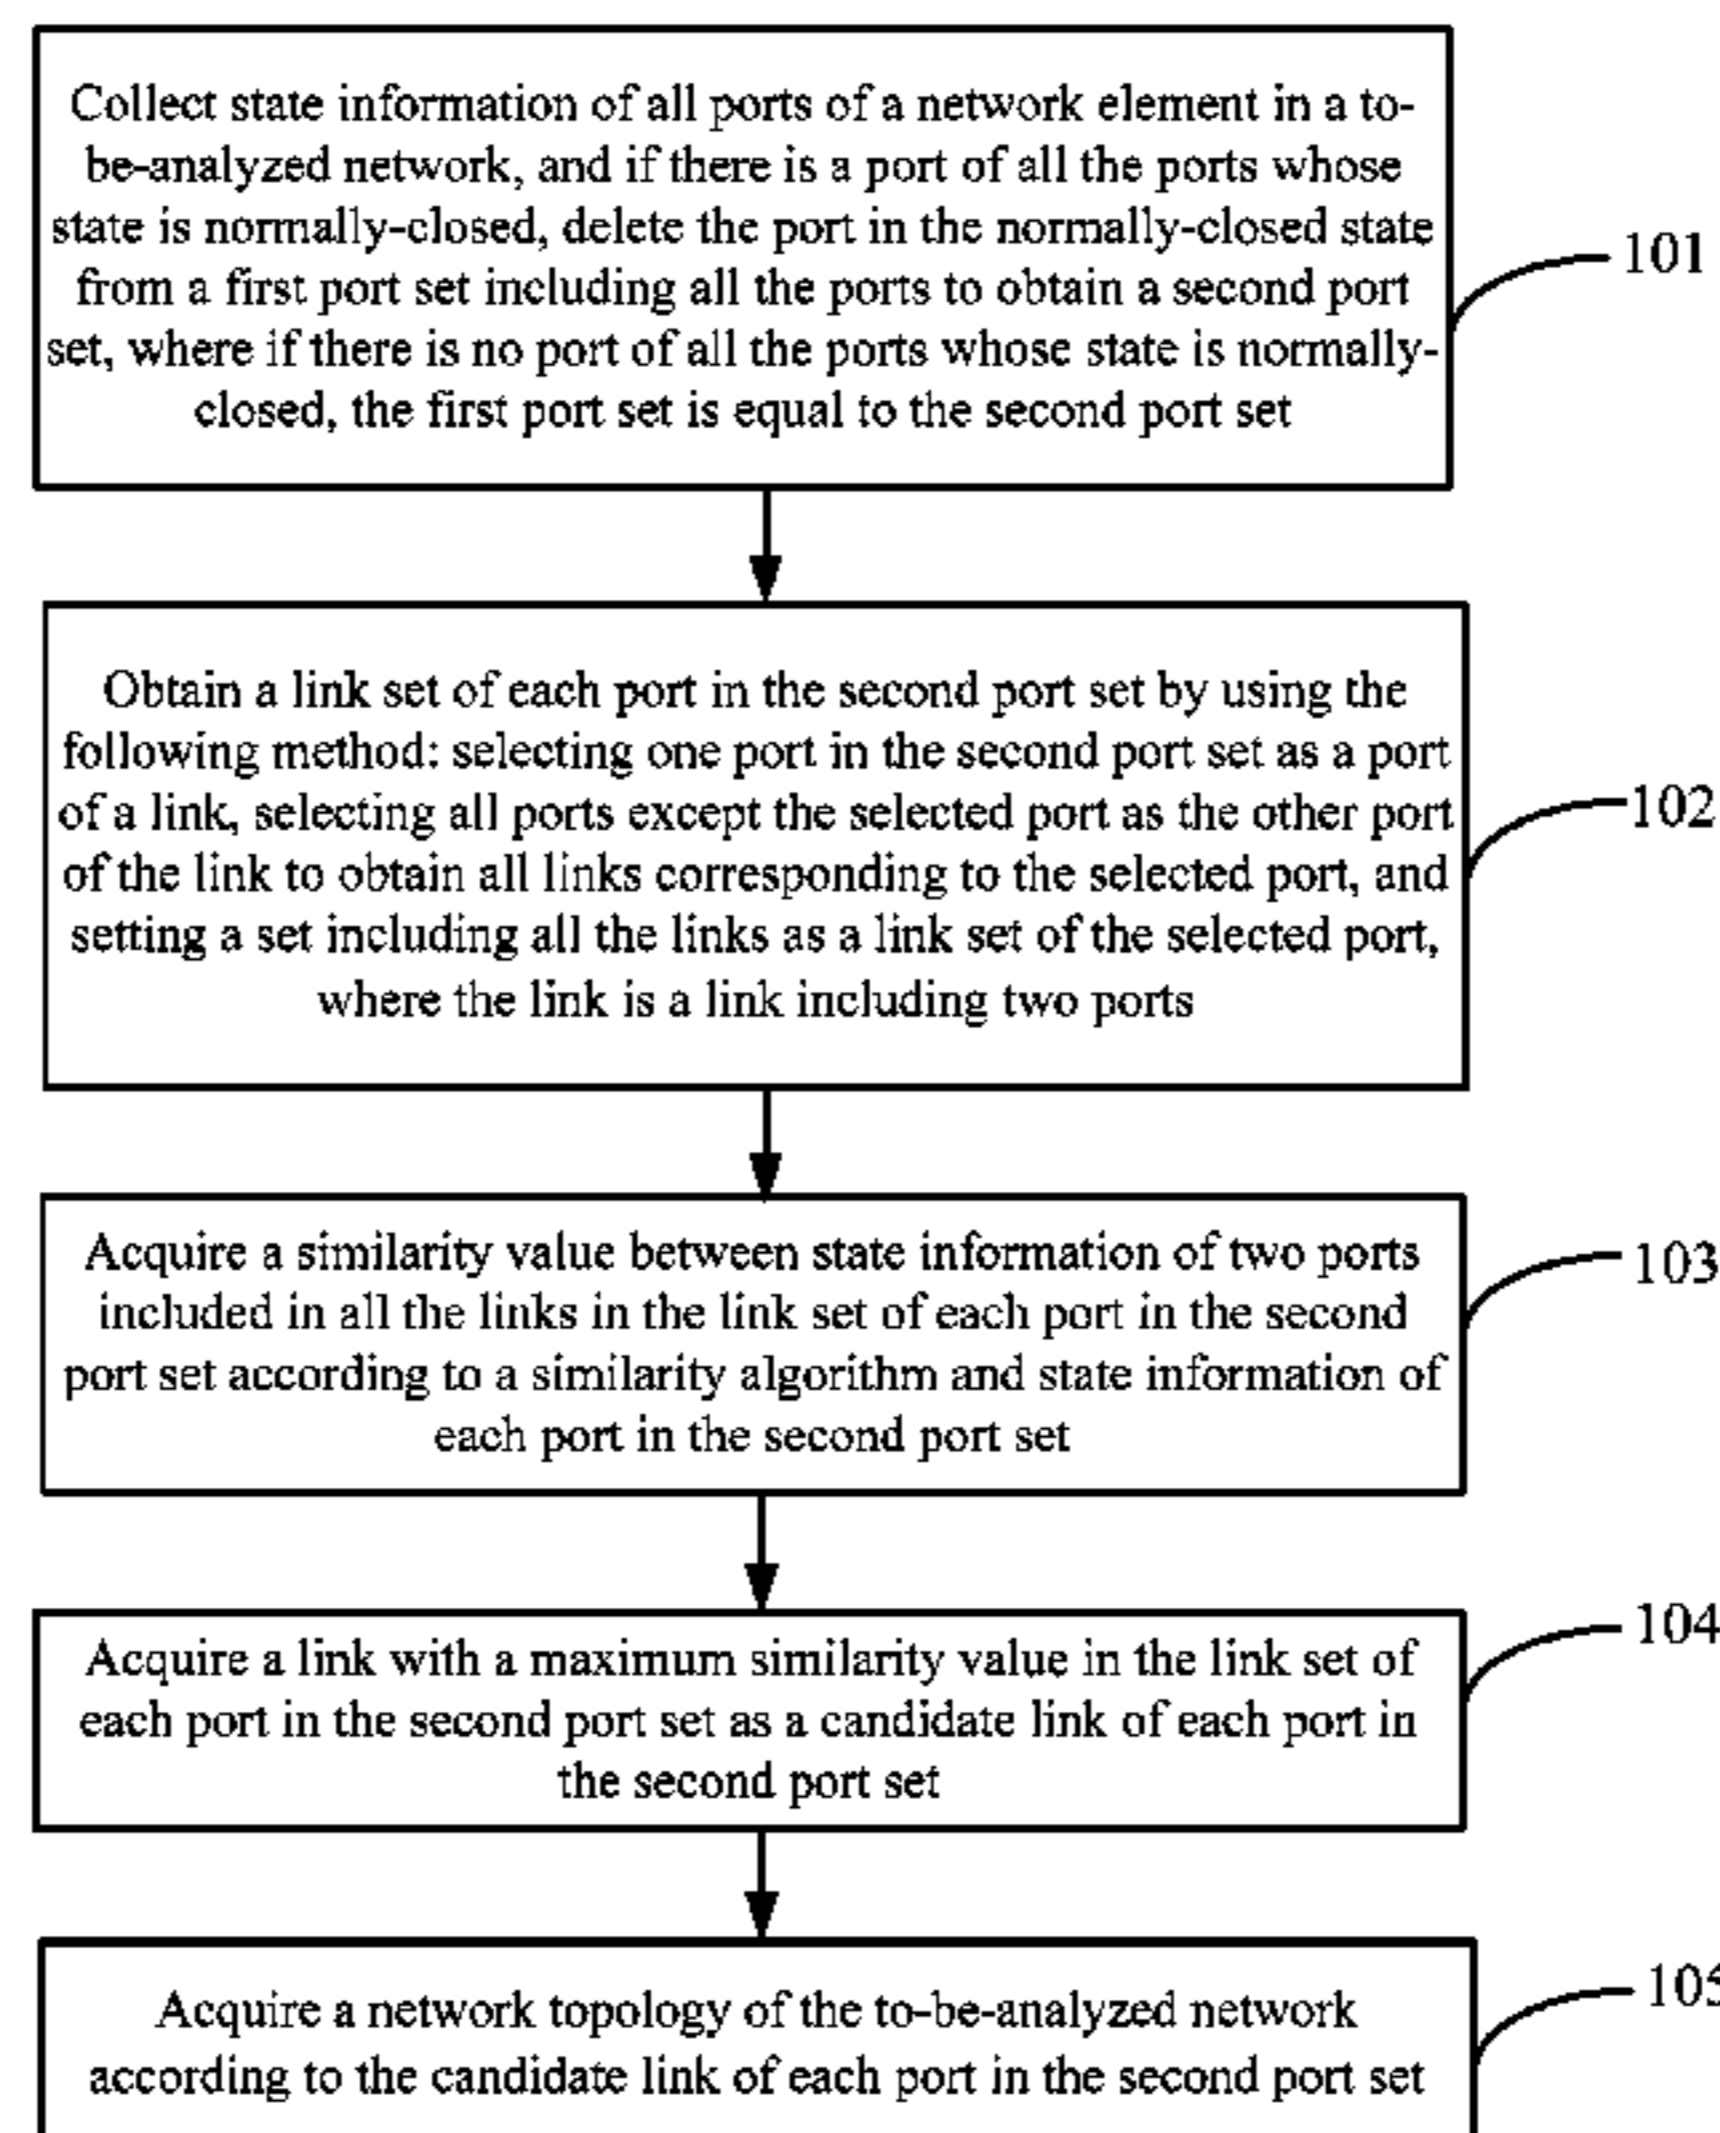 Collect state information of all ports of a network element in a to-
be-analyzed network, and if there is a port of all the ports whose
state is normally-closed, delete the port in the normally-closed state
from a first port set including all the ports to obtain a second port
set, where if there is no port of all the ports whose state is normally-
closed, the first port set is equal to the second port set
101
Obtain a link set of each port in the second port set by using the
following method: selecting one port in the second port set as a port
of a link, selecting all ports except the selected port as the other port
of the link to obtain all links corresponding to the selected port, and
setting a set including all the links as a link set of the selected port,
where the link is a link including two ports
102
Acquire a similarity value between state information of two ports
included in all the links in the link set of each port in the second
port set according to a similarity algorithm and state information of
each port in the second port set
103
Acquire a link with a maximum similarity value in the link set of
each port in the second port set as a candidate link of each port in
the second port set
104
Acquire a network topology of the to-be-analyzed network
according to the candidate link of each port in the second port set
105